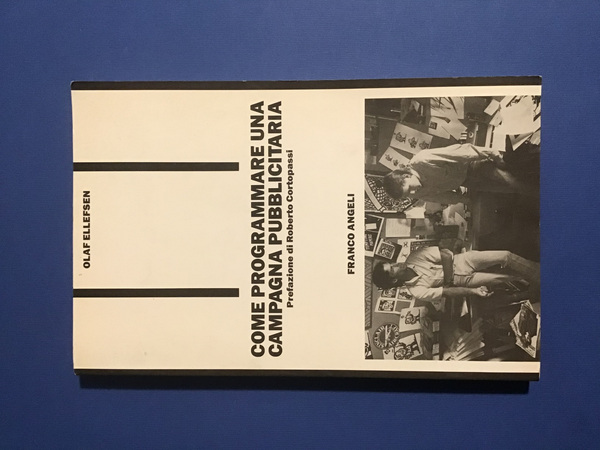 OLAF ELLEFSEN
COME PROGRAMMARE UNA
CAMPAGNA PUBBLICITARIA
Prefazione di Roberto Cortopassi
FRANCO ANGELI